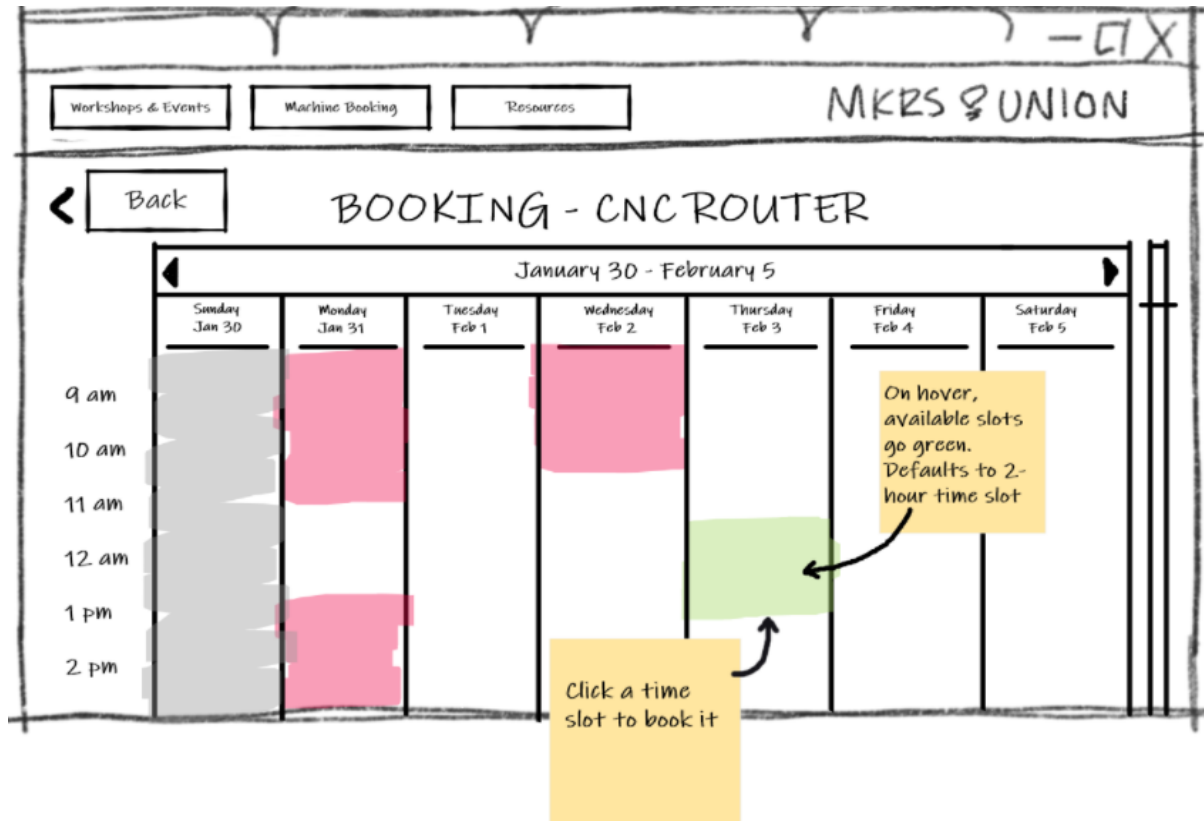 Workshops & Events
Machine Booking
Resources
MKRS & UNION
Back
BOOKING - CNC ROUTER
January 30 - February 5
Sunday
Jan 30
Monday
Jan 31
Tuesday
Feb 1
Wednesday
Feb 2
Thursday
Feb 3
Friday
Feb 4
Saturday
Feb 5
9 am
10 am
11 am
12 am
1 pm
2 pm
On hover,
available slots
go green.
Defaults to 2-
hour time slot
Click a time
slot to book it